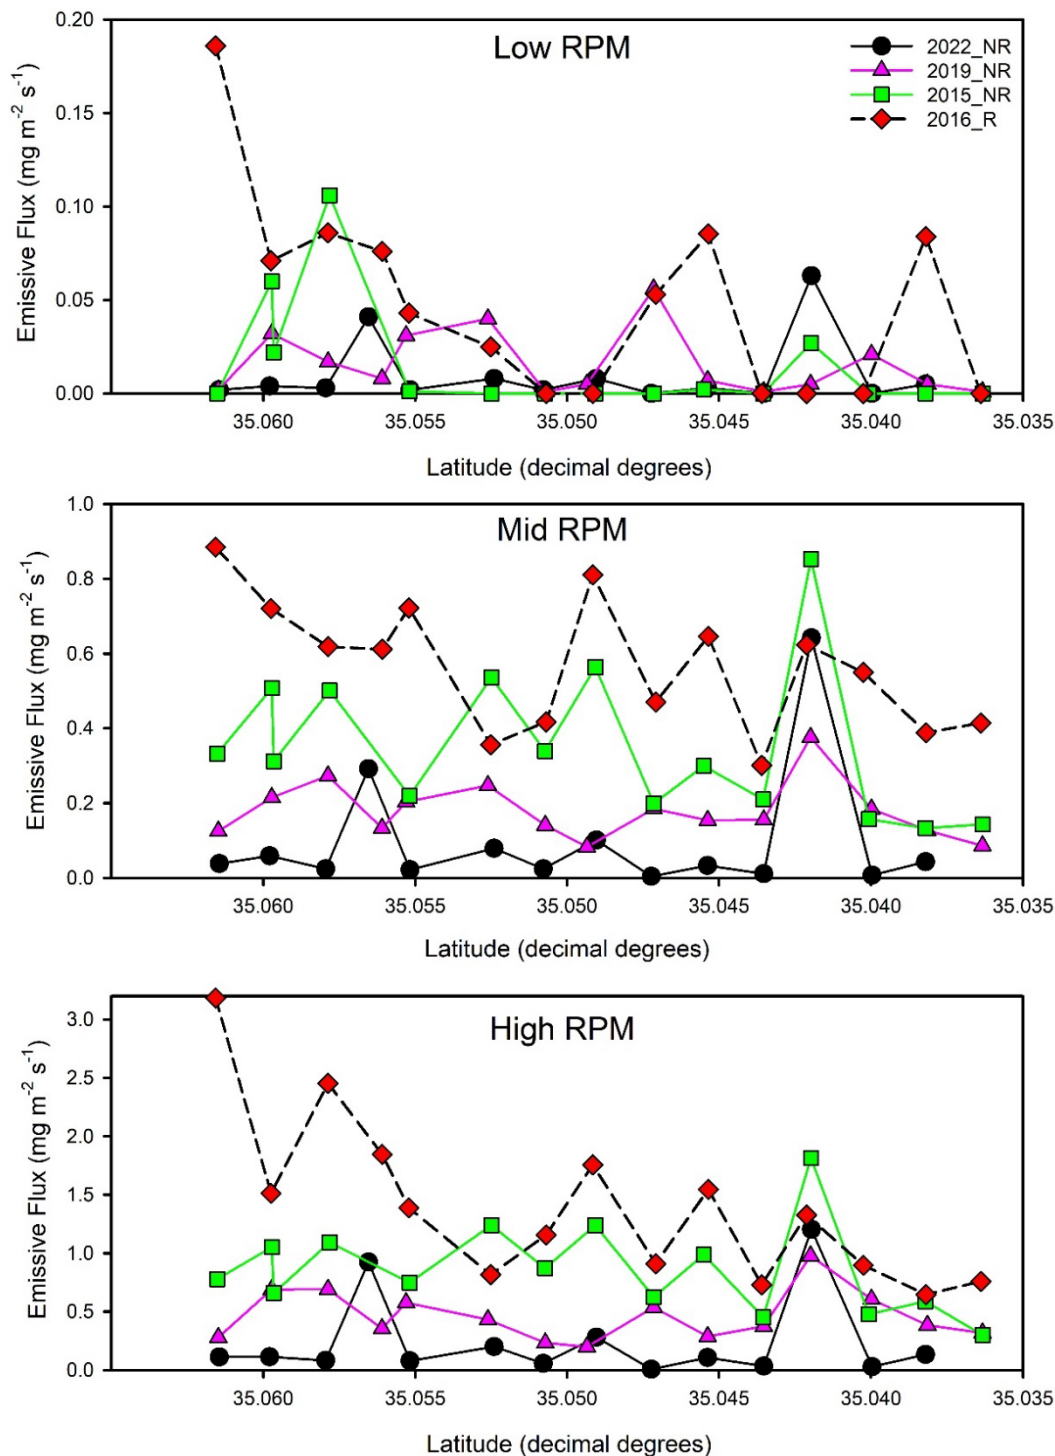 Low RPM
2022_NR
2019_NR
2015_NR
2016_R
Emissive Flux (mg m⁻² s⁻¹)
0.20
0.15
0.10
0.05
0.00
35.060 35.055 35.050 35.045 35.040 35.035
Latitude (decimal degrees)
Mid RPM
Emissive Flux (mg m⁻² s⁻¹)
1.0
0.8
0.6
0.4
0.2
0.0
35.060 35.055 35.050 35.045 35.040 35.035
Latitude (decimal degrees)
High RPM
Emissive Flux (mg m⁻² s⁻¹)
3.0
2.5
2.0
1.5
1.0
0.5
0.0
35.060 35.055 35.050 35.045 35.040 35.035
Latitude (decimal degrees)